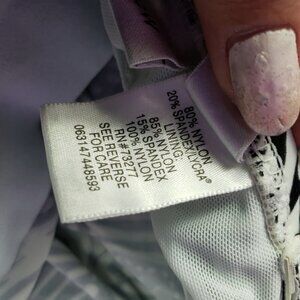 80% NYLON
20% SPANDEX/LYCRA®
LINING:
85% NYLON
15% SPANDEX
100% NYLON
RN#73277
SEE REVERSE
FOR CARE
063147448593